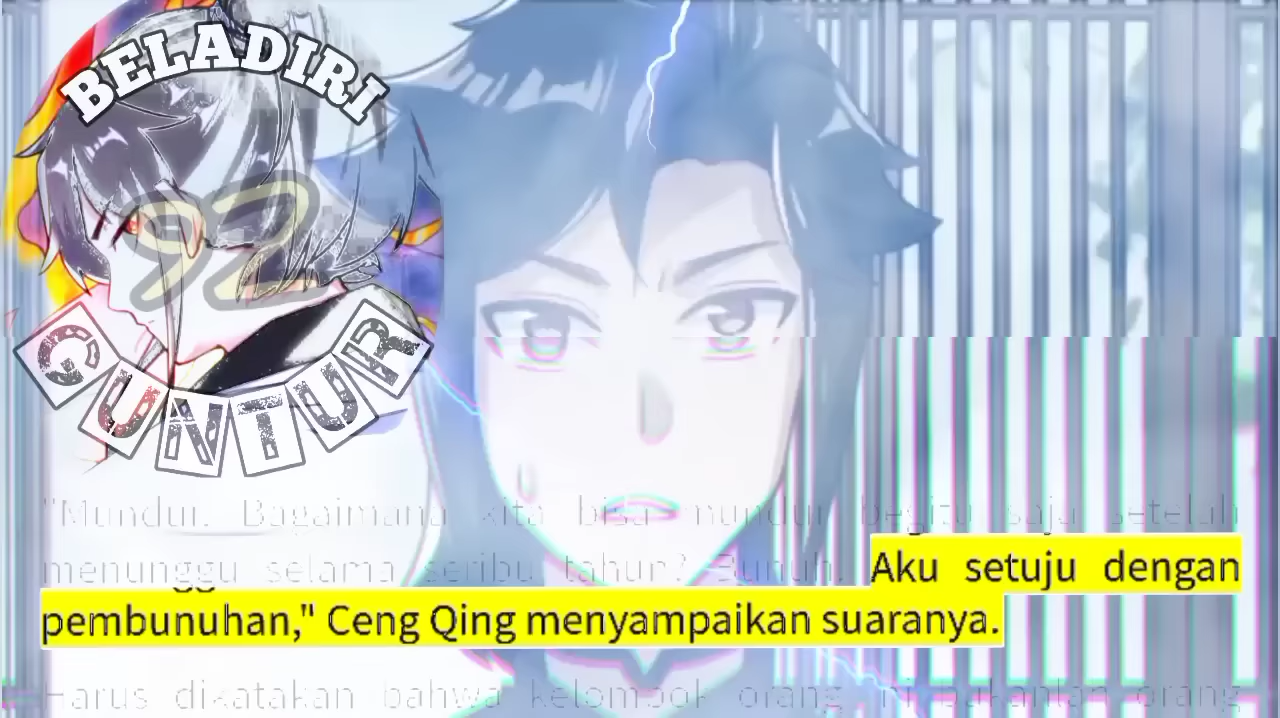 BELADIRI
92
GUNTUR
"Mundur. Bagaimana kita bisa mundur begitu saja setelah
menunggu selama seribu tahun? Bunuh. Aku setuju dengan
pembunuhan," Ceng Qing menyampaikan suaranya.
Harus dikatakan bahwa kelompok orang ini orang